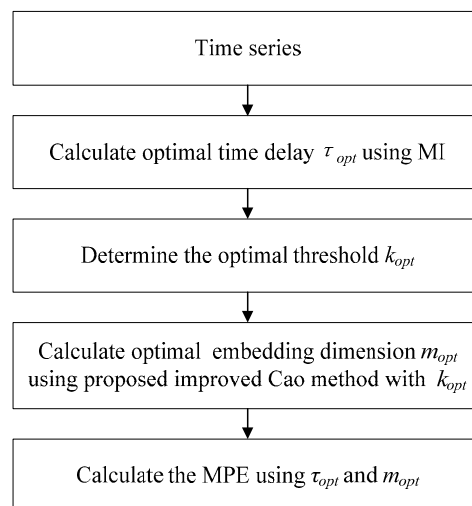 Time series
Calculate optimal time delay τopt using MI
Determine the optimal threshold kopt
Calculate optimal embedding dimension mopt
using proposed improved Cao method with kopt
Calculate the MPE using τopt and mopt